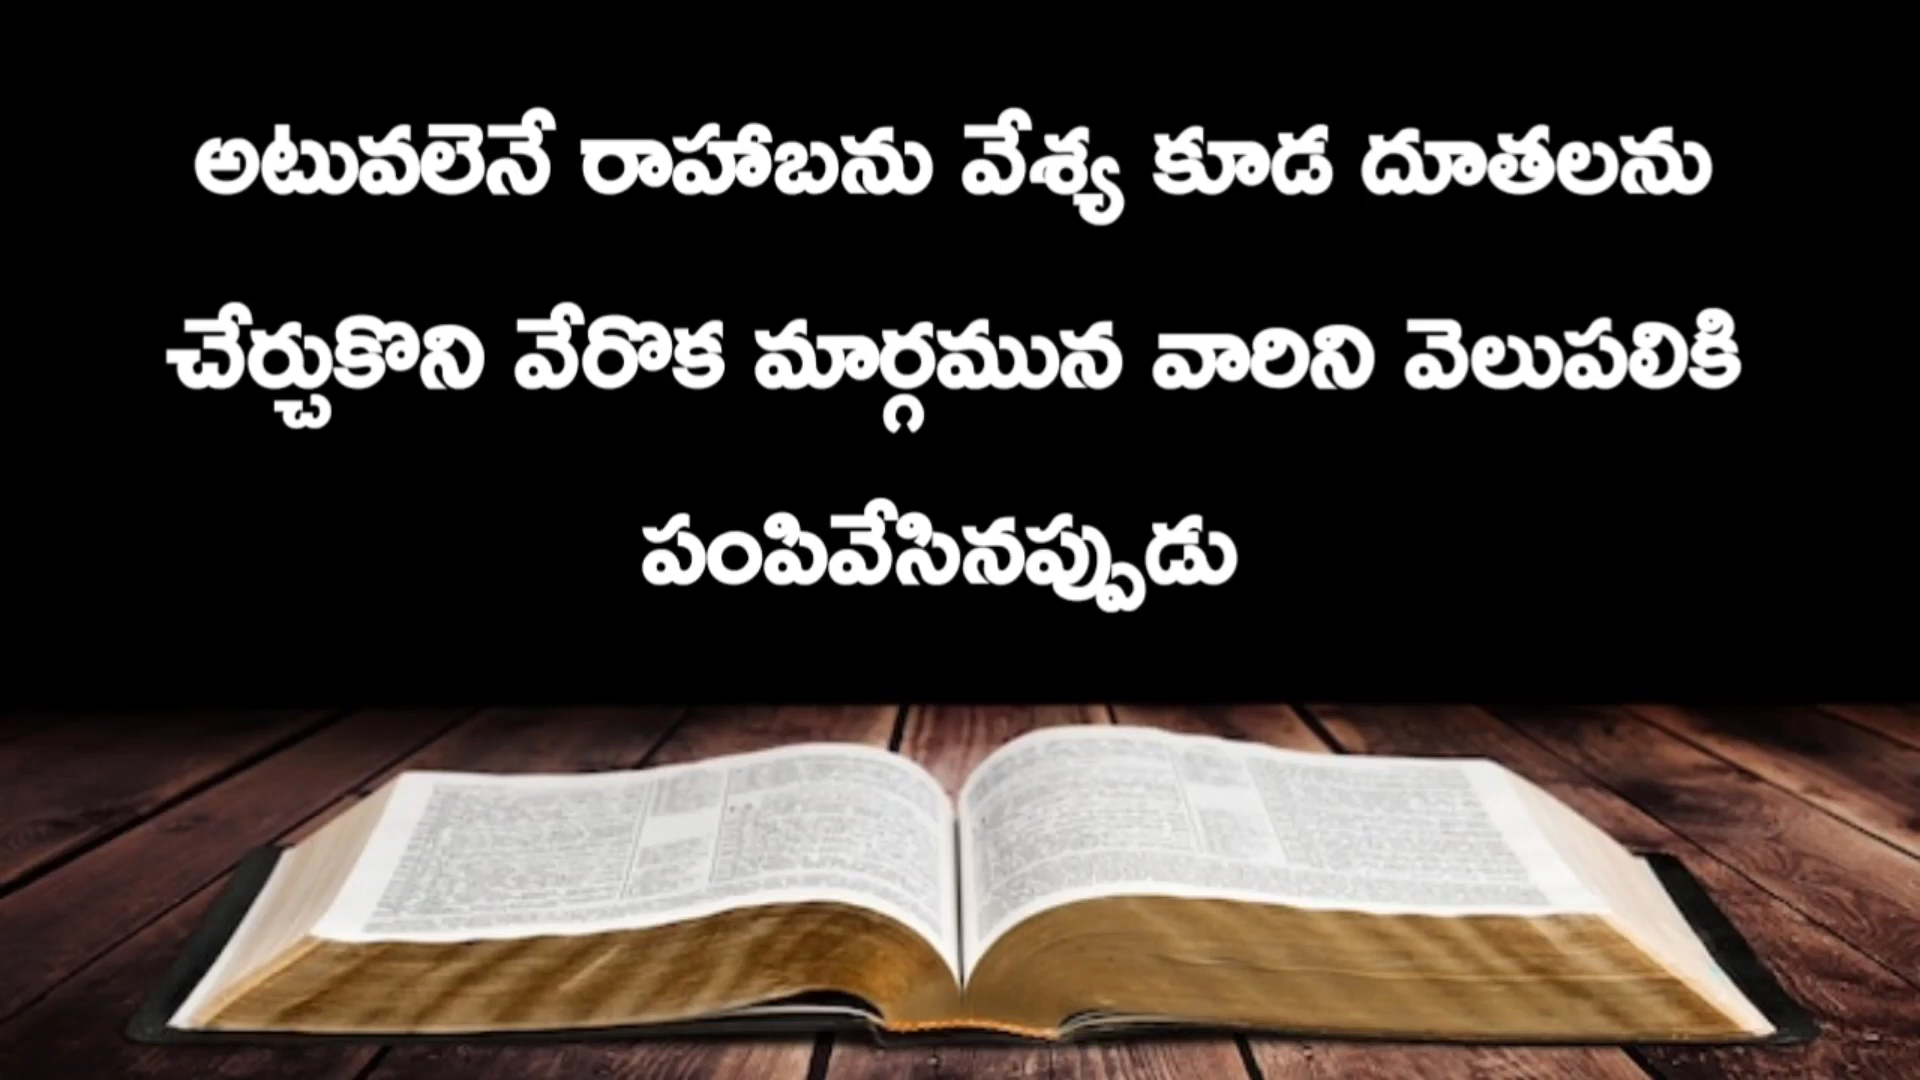 అటువలెనే రాహాబను వేశ్య కూడ దూతలను
చేర్చుకొని వేరొక మార్గమున వారిని వెలుపలికి
పంపివేసినప్పుడు